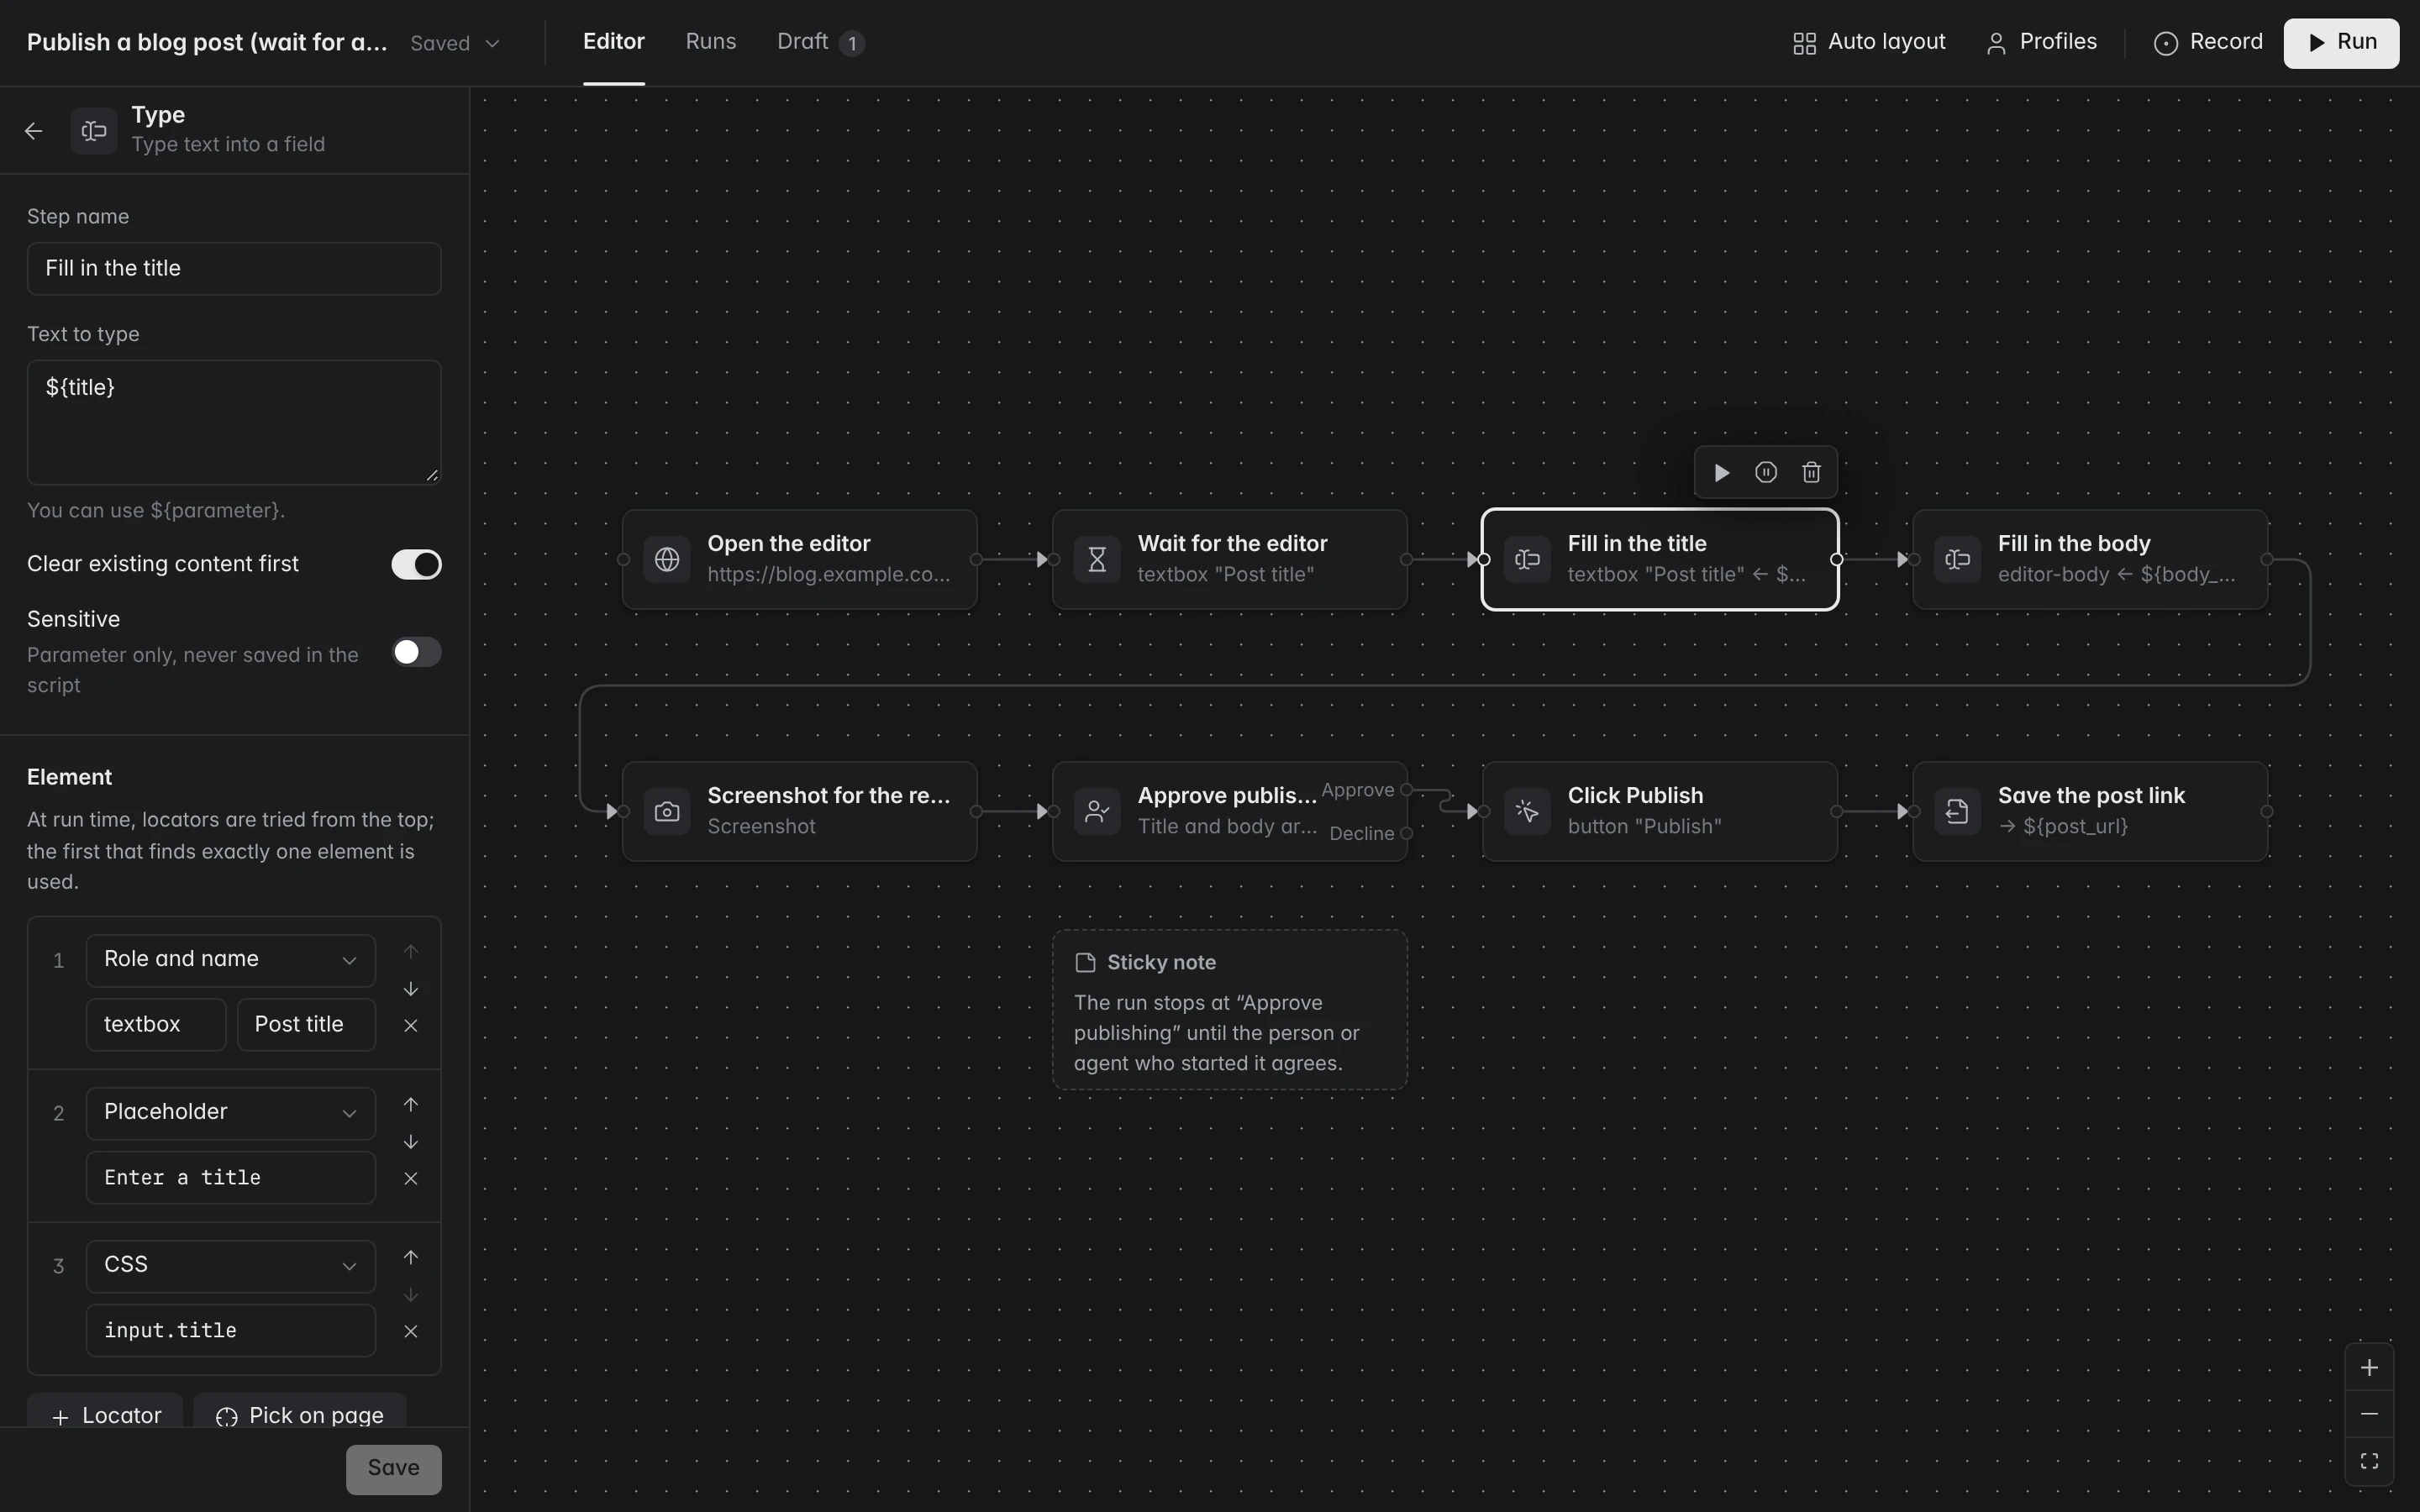 Publish a blog post (wait for a...
Saved
Editor
Runs
Draft 1
Auto layout
Profiles
Record
Run
Type
Type text into a field
Step name
Fill in the title
Text to type
${title}
You can use ${parameter}.
Clear existing content first
Sensitive
Parameter only, never saved in the
script
Element
At run time, locators are tried from the top;
the first that finds exactly one element is
used.
1
Role and name
textbox
Post title
2
Placeholder
Enter a title
3
CSS
input.title
Locator
Pick on page
Save
Open the editor
https://blog.example.co...
Wait for the editor
textbox "Post title"
Fill in the title
textbox "Post title" ← $...
Fill in the body
editor-body ← ${body_...
Screenshot for the re...
Screenshot
Approve publis...
Title and body ar...
Approve
Decline
Click Publish
button "Publish"
Save the post link
→ ${post_url}
Sticky note
The run stops at “Approve
publishing” until the person or
agent who started it agrees.